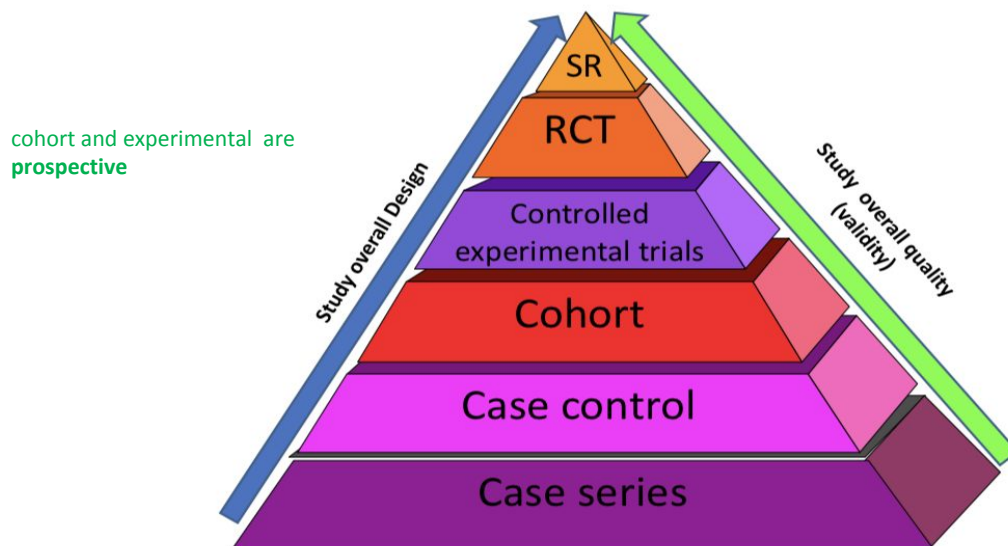 SR
RCT
cohort and experimental are
prospective
Controlled
experimental trials
Cohort
Case control
Case series
Study overall Design
Study overall quality
(validity)